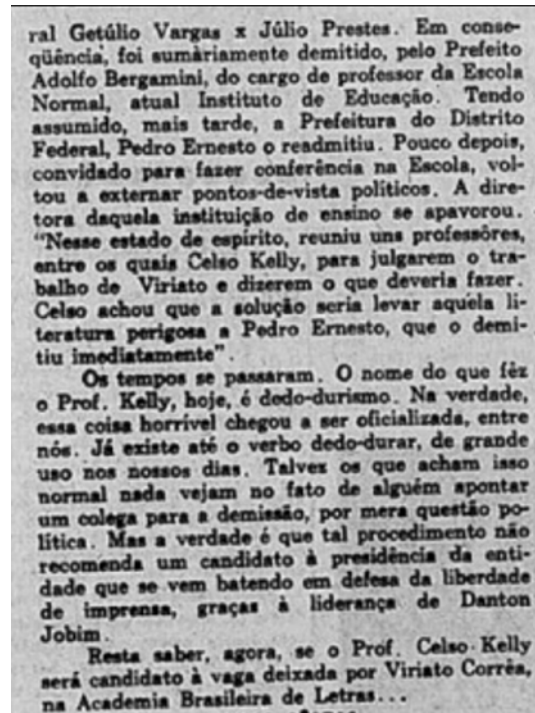 ral Getúlio Vargas x Júlio Prestes. Em conse-
qüência, foi sumàriamente demitido, pelo Prefeito
Adolfo Bergamini, do cargo de professor da Escola
Normal, atual Instituto de Educação. Tendo
assumido, mais tarde, a Prefeitura do Distrito
Federal, Pedro Ernesto o readmitiu. Pouco depois,
convidado para fazer conferência na Escola, vol-
tou a externar pontos-de-vista políticos. A dire-
tora daquela instituição de ensino se apavorou.
"Nesse estado de espírito, reuniu uns professôres,
entre os quais Celso Kelly, para julgarem o tra-
balho de Viriato e dizerem o que deveria fazer.
Celso achou que a solução seria levar aquela li-
teratura perigosa a Pedro Ernesto, que o demi-
tiu imediatamente".
Os tempos se passaram. O nome do que fêz
o Prof. Kelly, hoje, é dedo-durismo. Na verdade,
essa coisa horrível chegou a ser oficializada, entre
nós. Já existe até o verbo dedo-durar, de grande
uso nos nossos dias. Talvez os que acham isso
normal nada vejam no fato de alguém apontar
um colega para a demissão, por mera questão po-
lítica. Mas a verdade é que tal procedimento não
recomenda um candidato à presidência da enti-
dade que se vem batendo em defesa da liberdade
de imprensa, graças à liderança de Danton
Jobim.
Resta saber, agora, se o Prof. Celso Kelly
será candidato à vaga deixada por Viriato Corrêa,
na Academia Brasileira de Letras...